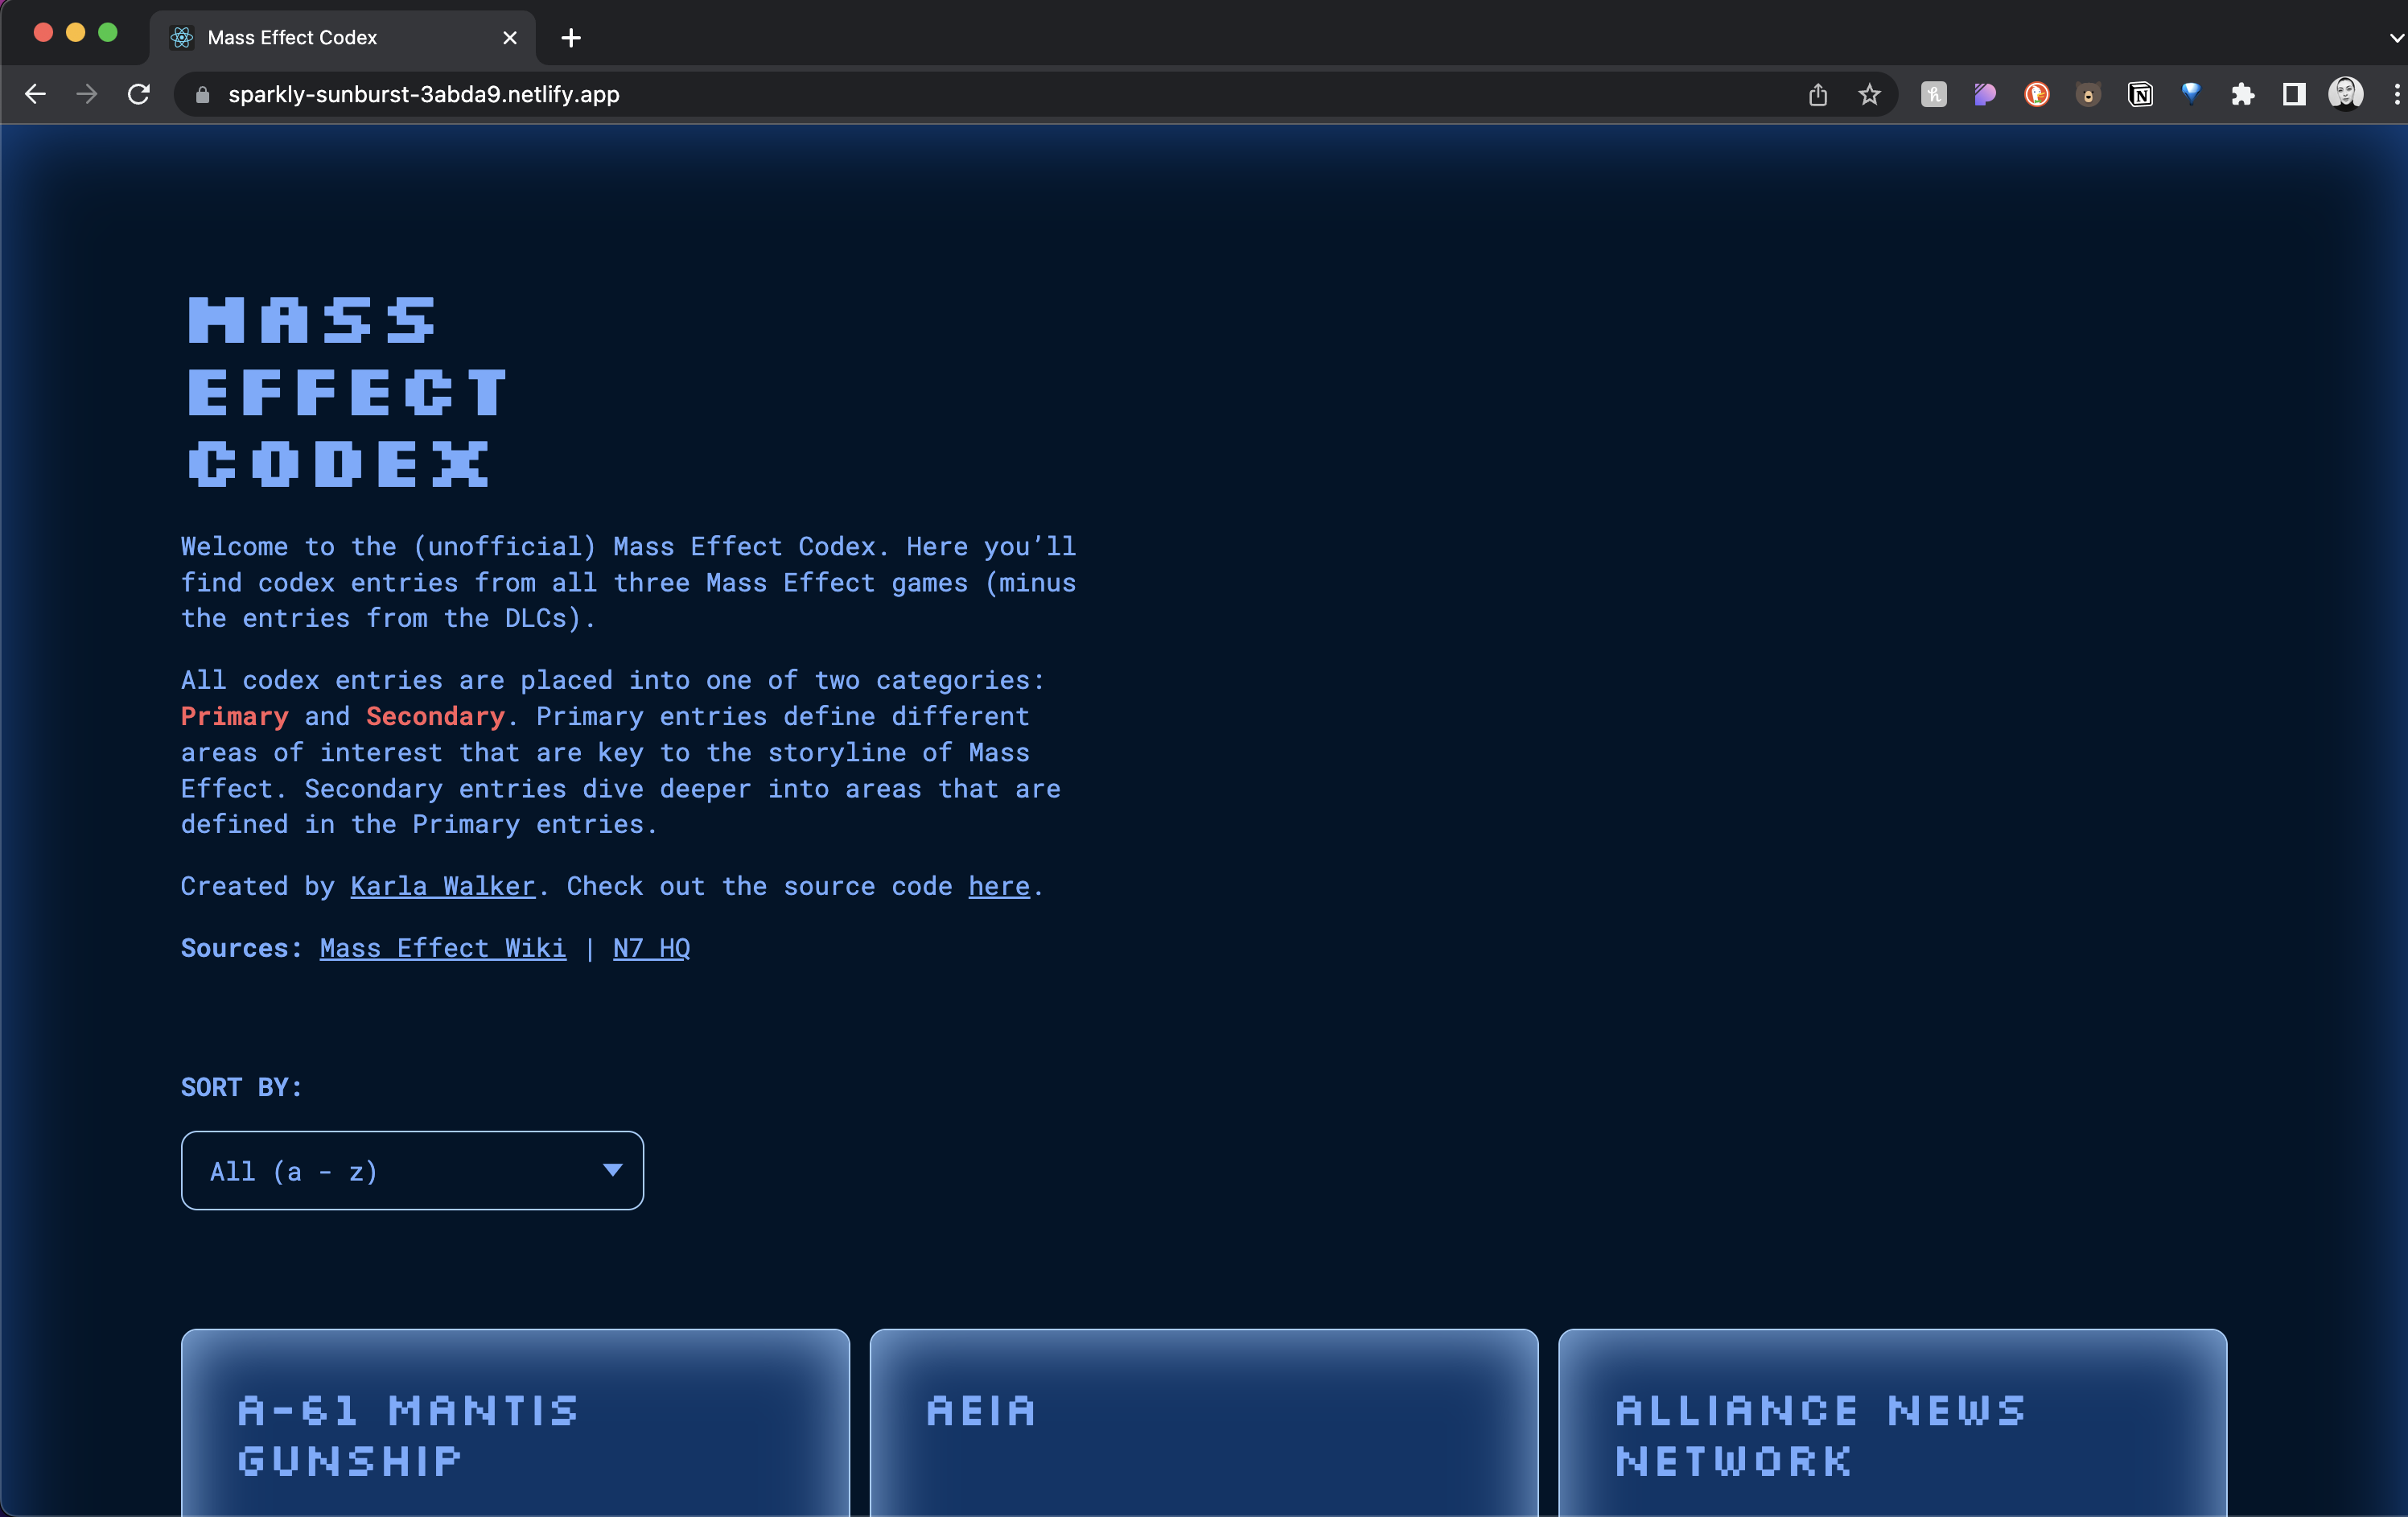 Mass Effect Codex
sparkly-sunburst-3abda9.netlify.app
MASS
EFFECT
CODEX
Welcome to the (unofficial) Mass Effect Codex. Here you’ll
find codex entries from all three Mass Effect games (minus
the entries from the DLCs).
All codex entries are placed into one of two categories:
Primary and Secondary. Primary entries define different
areas of interest that are key to the storyline of Mass
Effect. Secondary entries dive deeper into areas that are
defined in the Primary entries.
Created by Karla Walker. Check out the source code here.
Sources: Mass Effect Wiki | N7 HQ
SORT BY:
All (a - z)
A-61 MANTIS
GUNSHIP
AEIA
ALLIANCE NEWS
NETWORK